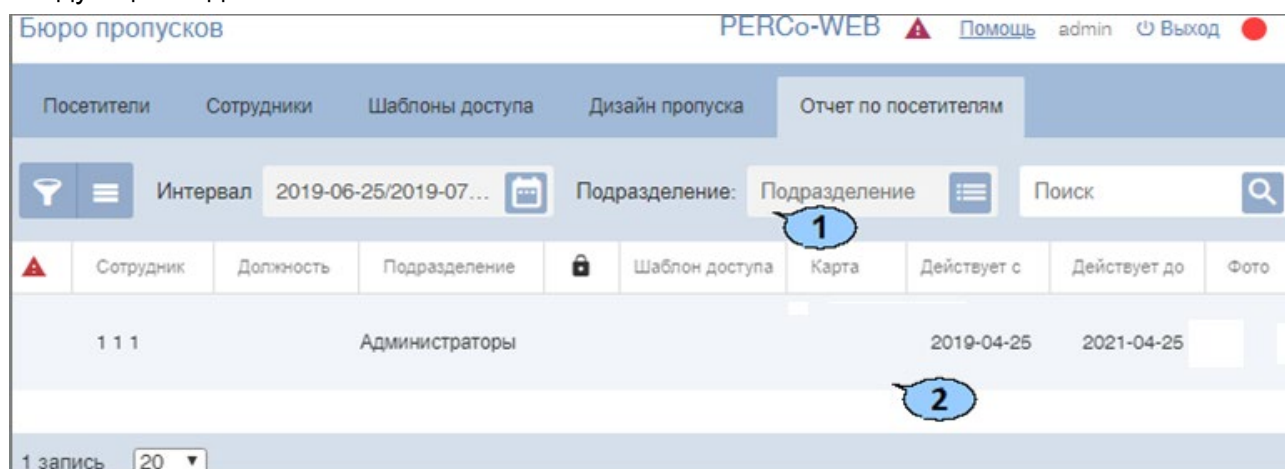 Бюро пропусков PERCo-WEB Помощь admin Выход
Посетители Сотрудники Шаблоны доступа Дизайн пропуска Отчет по посетителям
Интервал 2019-06-25/2019-07... Подразделение: Подразделение Поиск
1
Сотрудник Должность Подразделение Шаблон доступа Карта Действует с Действует до Фото
1 1 1 Администраторы 2019-04-25 2021-04-25
2
1 запись 20